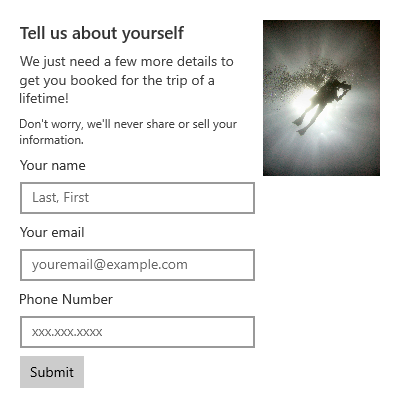 Tell us about yourself
We just need a few more details to
get you booked for the trip of a
lifetime!
Don't worry, we'll never share or sell your
information.
Your name
Last, First
Your email
youremail@example.com
Phone Number
xxx.xxx.xxxx
Submit